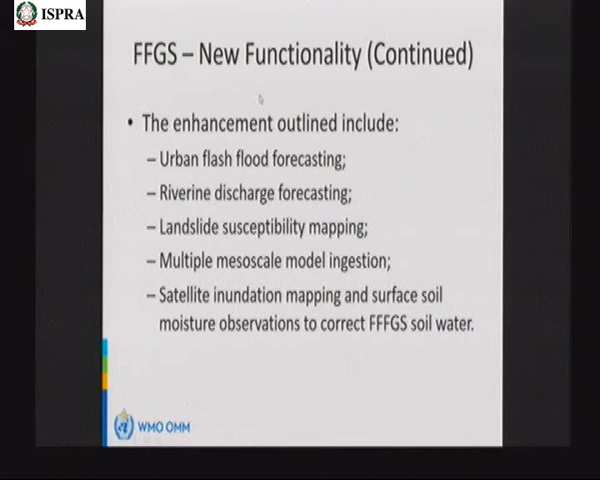 ISPRA
FFGS – New Functionality (Continued)
• The enhancement outlined include:
– Urban flash flood forecasting;
– Riverine discharge forecasting;
– Landslide susceptibility mapping;
– Multiple mesoscale model ingestion;
– Satellite inundation mapping and surface soil
moisture observations to correct FFFGS soil water.
WMO OMM